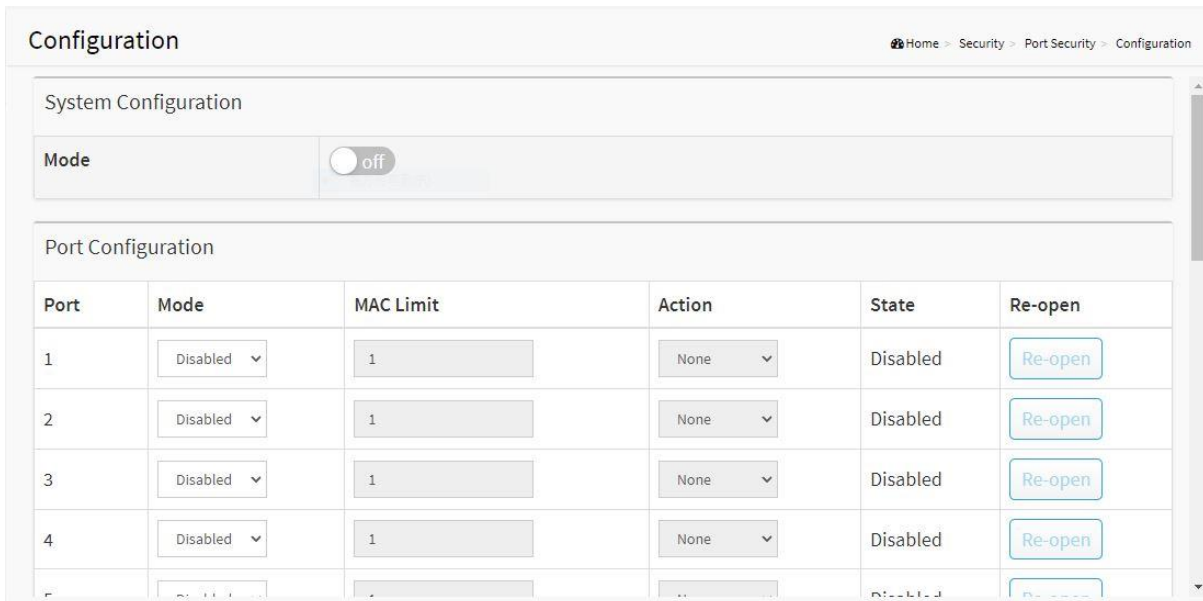 Configuration
Home > Security > Port Security > Configuration
System Configuration
Mode off
Port Configuration
Port Mode MAC Limit Action State Re-open
1 Disabled 1 None Disabled Re-open
2 Disabled 1 None Disabled Re-open
3 Disabled 1 None Disabled Re-open
4 Disabled 1 None Disabled Re-open